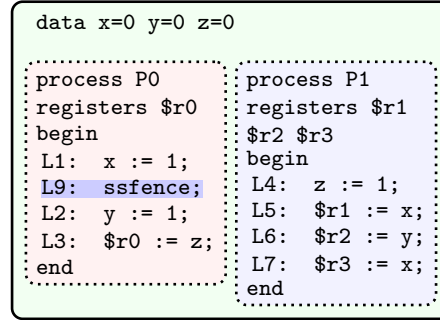 data x=0 y=0 z=0
process P0
registers $r0
begin
L1: x := 1;
L9: ssfence;
L2: y := 1;
L3: $r0 := z;
end
process P1
registers $r1
$r2 $r3
begin
L4: z := 1;
L5: $r1 := x;
L6: $r2 := y;
L7: $r3 := x;
end